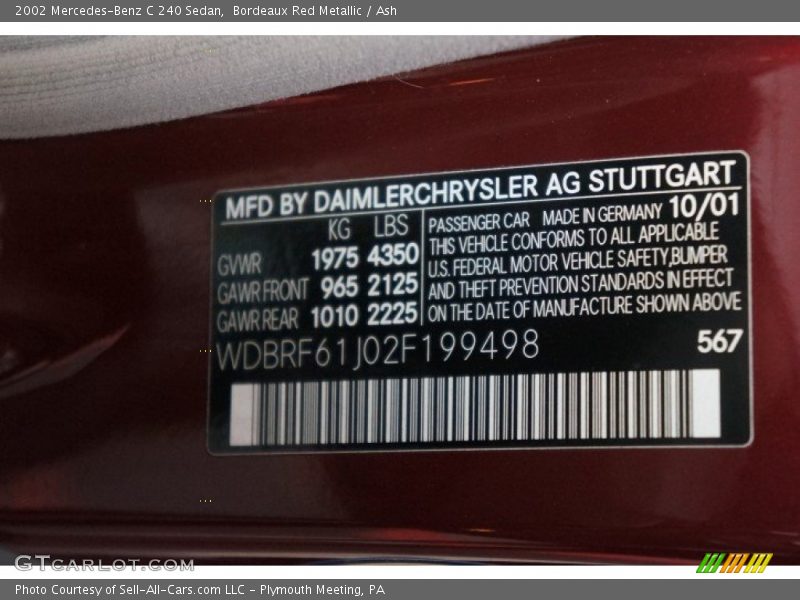 2002 Mercedes-Benz C 240 Sedan,  Bordeaux Red Metallic / Ash
MFD BY DAIMLERCHRYSLER AG STUTTGART
KG LBS
GVWR 1975 4350
GAWR FRONT 965 2125
GAWR REAR 1010 2225
PASSENGER CAR MADE IN GERMANY 10/01
THIS VEHICLE CONFORMS TO ALL APPLICABLE
U.S. FEDERAL MOTOR VEHICLE SAFETY,BUMPER
AND THEFT PREVENTION STANDARDS IN EFFECT
ON THE DATE OF MANUFACTURE SHOWN ABOVE
WDBRF61J02F199498 567
GTCARLOT.COM
Photo Courtesy of Sell-All-Cars.com LLC – Plymouth Meeting, PA